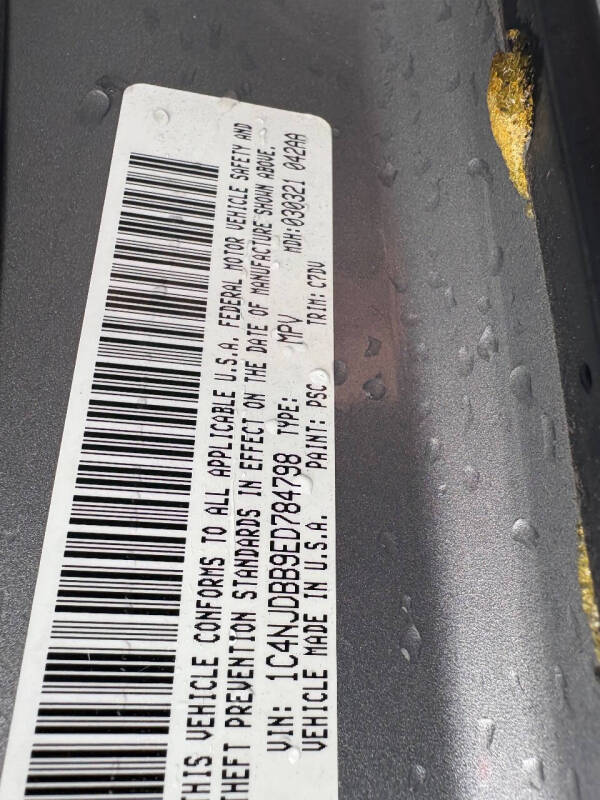 THIS VEHICLE CONFORMS TO ALL APPLICABLE U.S.A. FEDERAL MOTOR VEHICLE SAFETY AND
THEFT PREVENTION STANDARDS IN EFFECT ON THE DATE OF MANUFACTURE SHOWN ABOVE.
VIN: 1C4NJDBB9ED784798 TYPE: MPV MDH:030321 042AA
VEHICLE MADE IN U.S.A. PAINT: PSC TRIM: C7DV